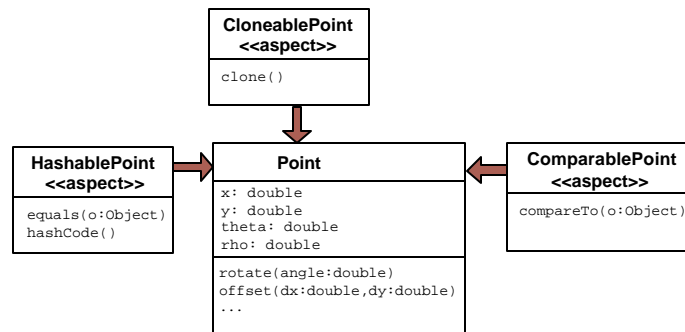 CloneablePoint
<<aspect>>
clone()
HashablePoint
<<aspect>>
equals(o:Object)
hashCode()
Point
x: double
y: double
theta: double
rho: double
rotate(angle:double)
offset(dx:double,dy:double)
...
ComparablePoint
<<aspect>>
compareTo(o:Object)